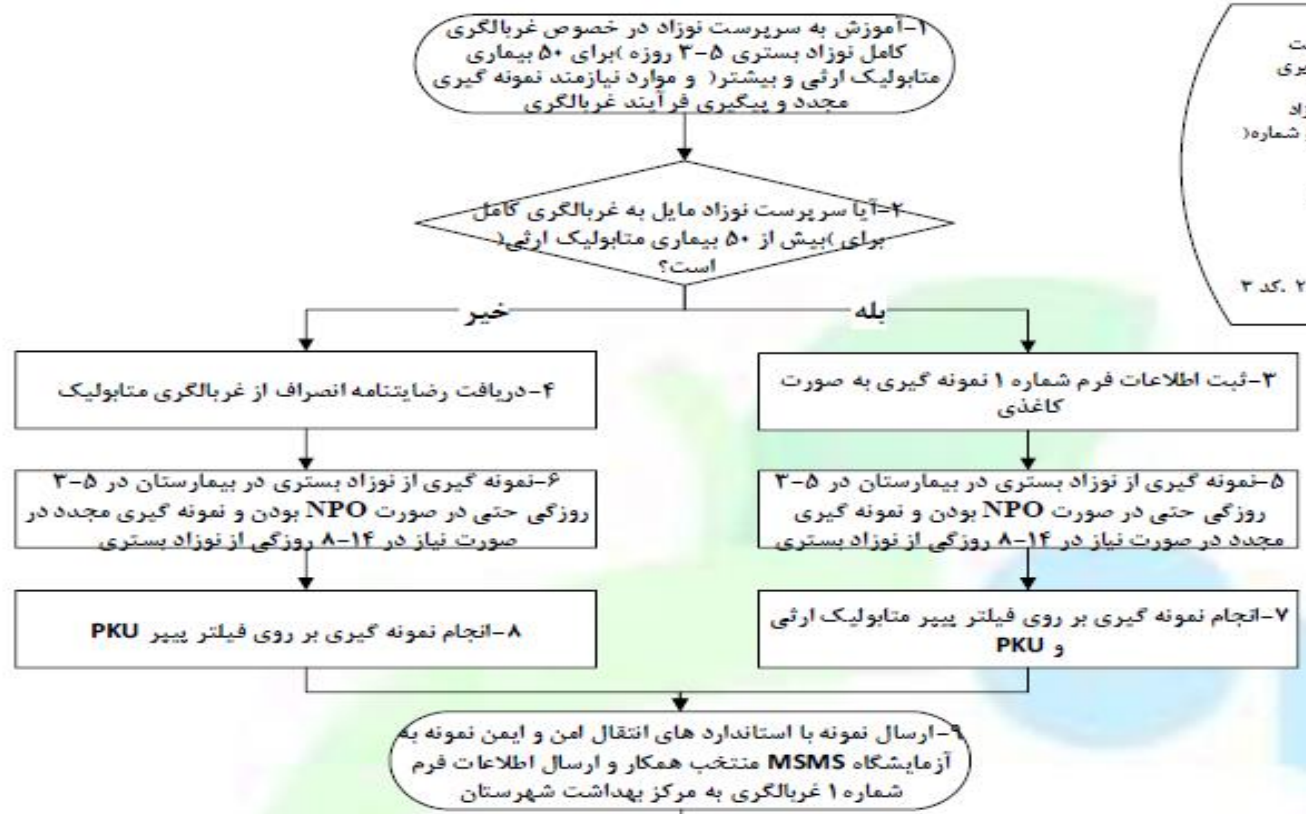 ۱-آموزش به سرپرست نوزاد در خصوص غربالگری
کامل نوزاد بستری ۵-۳ روزه )برای ۵۰ بیماری
متابولیک ارثی و بیشتر( و موارد نیازمند نمونه گیری
مجدد و پیگیری فرآیند غربالگری
۲-آیا سرپرست نوزاد مایل به غربالگری کامل
برای )بیش از ۵۰ بیماری متابولیک ارثی(
است؟
بله
خیر
۳-ثبت اطلاعات فرم شماره ۱ نمونه گیری به صورت
کاغذی
۴-دریافت رضایتنامه انصراف از غربالگری متابولیک
۵-نمونه گیری از نوزاد بستری در بیمارستان در ۵-۳
روزگی حتی در صورت NPO بودن و نمونه گیری
مجدد در صورت نیاز در ۱۴-۸ روزگی از نوزاد بستری
۶-نمونه گیری از نوزاد بستری در بیمارستان در ۵-۳
روزگی حتی در صورت NPO بودن و نمونه گیری مجدد در
صورت نیاز در ۱۴-۸ روزگی از نوزاد بستری
۷-انجام نمونه گیری بر روی فیلتر پیپر متابولیک ارثی
و PKU
۸-انجام نمونه گیری بر روی فیلتر پیپر PKU
۹-ارسال نمونه با استاندارد های انتقال امن و ایمن نمونه به
آزمایشگاه MSMS منتخب همکار و ارسال اطلاعات فرم
شماره ۱ غربالگری به مرکز بهداشت شهرستان
شماره(
۲ .کد ۳